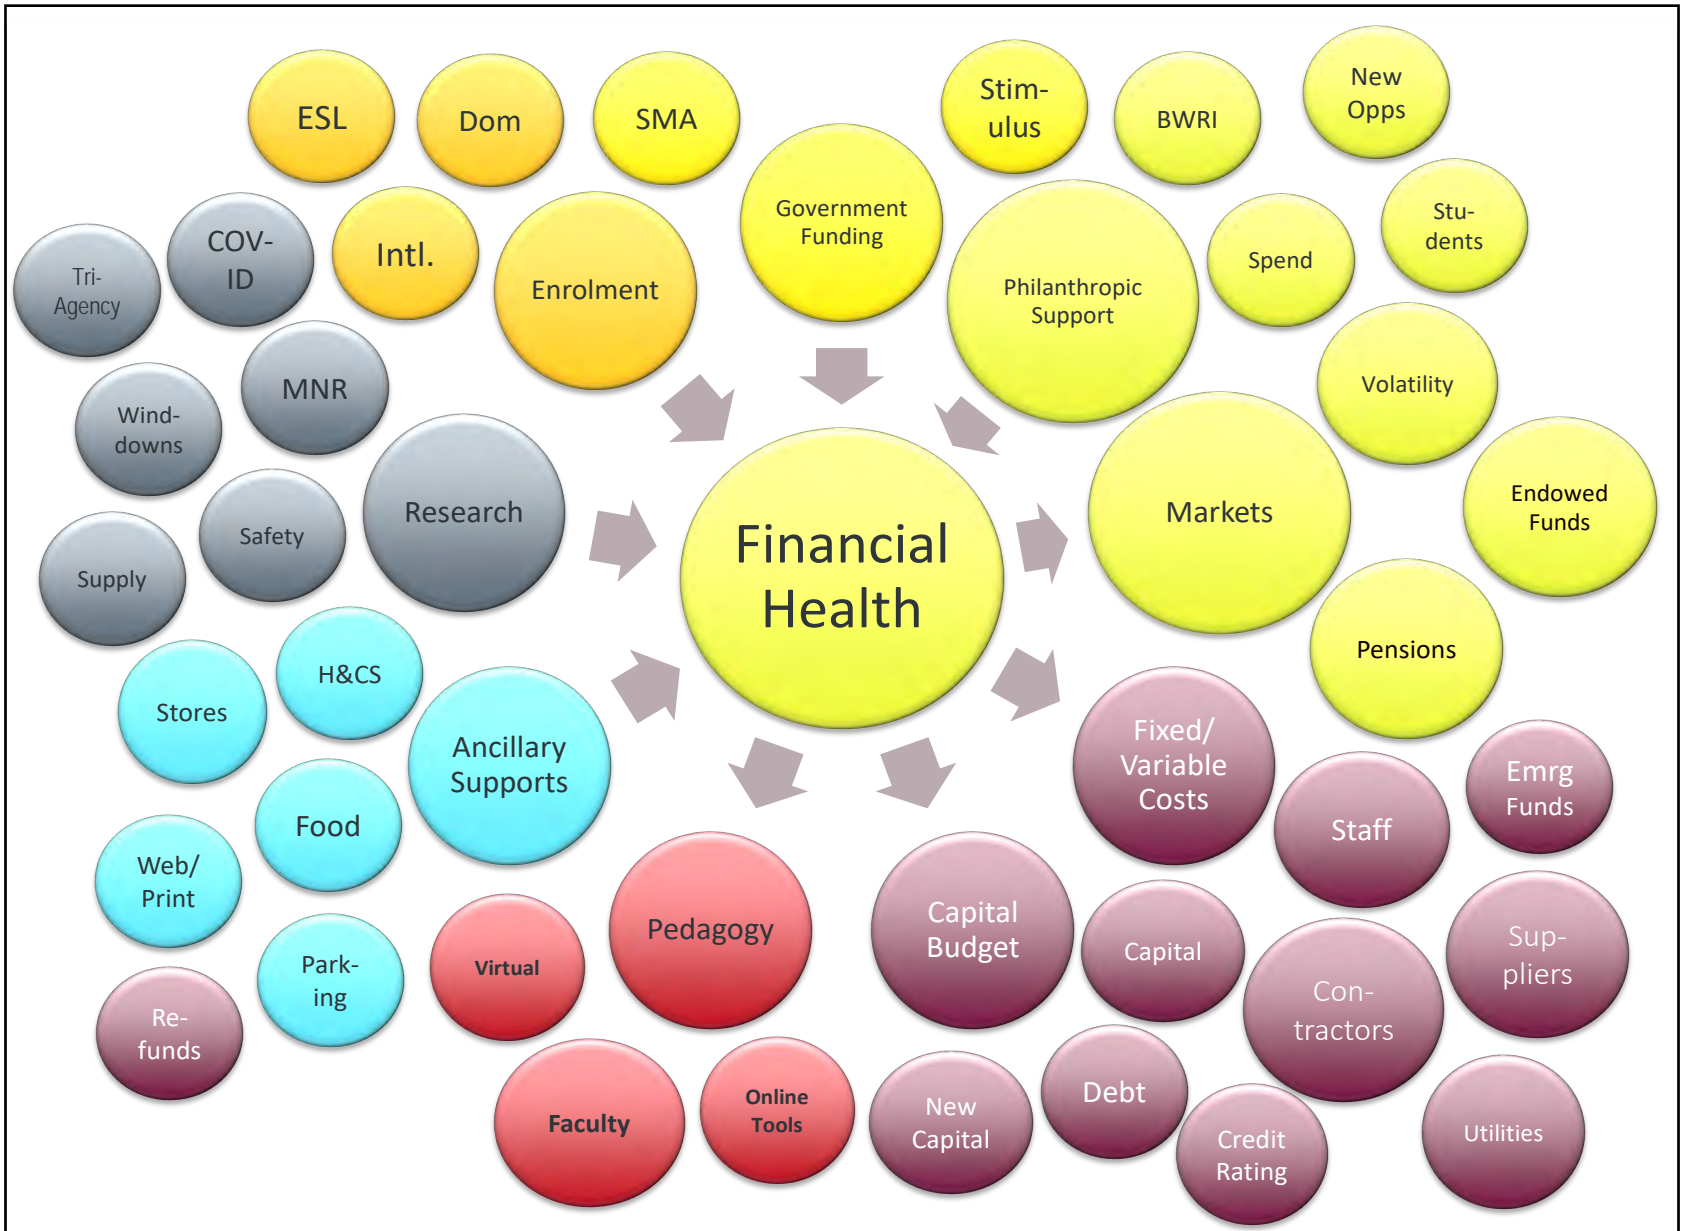 ESL
Dom
SMA
Stim-
ulus
BWRI
New
Opps
Government
Funding
Stu-
dents
COV-
ID
Intl.
Enrolment
Philanthropic
Support
Spend
Tri-
Agency
MNR
Volatility
Wind-
downs
Research
Markets
Endowed
Funds
Safety
Supply
Financial
Health
Pensions
H&CS
Stores
Ancillary
Supports
Fixed/
Variable
Costs
Emrg
Funds
Staff
Food
Web/
Print
Pedagogy
Capital
Budget
Capital
Sup-
pliers
Virtual
Park-
ing
Con-
tractors
Re-
funds
Faculty
Online
Tools
New
Capital
Debt
Credit
Rating
Utilities